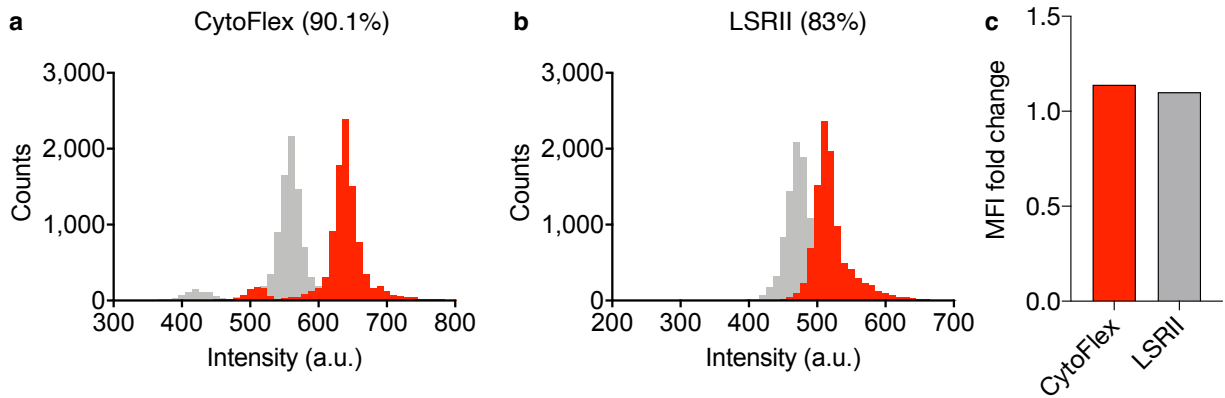 a
CytoFlex (90.1%)
3,000
2,000
1,000
0
Counts
300
400
500
600
700
800
Intensity (a.u.)
b
LSRII (83%)
3,000
2,000
1,000
0
Counts
200
300
400
500
600
700
Intensity (a.u.)
c
1.5
1.0
0.5
0.0
MFI fold change
CytoFlex
LSRII